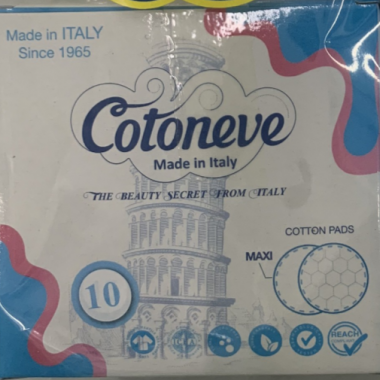 Made in ITALY
Since 1965
Cotoneve
Made in Italy
THE BEAUTY SECRET FROM ITALY
COTTON PADS
MAXI
10
REACH